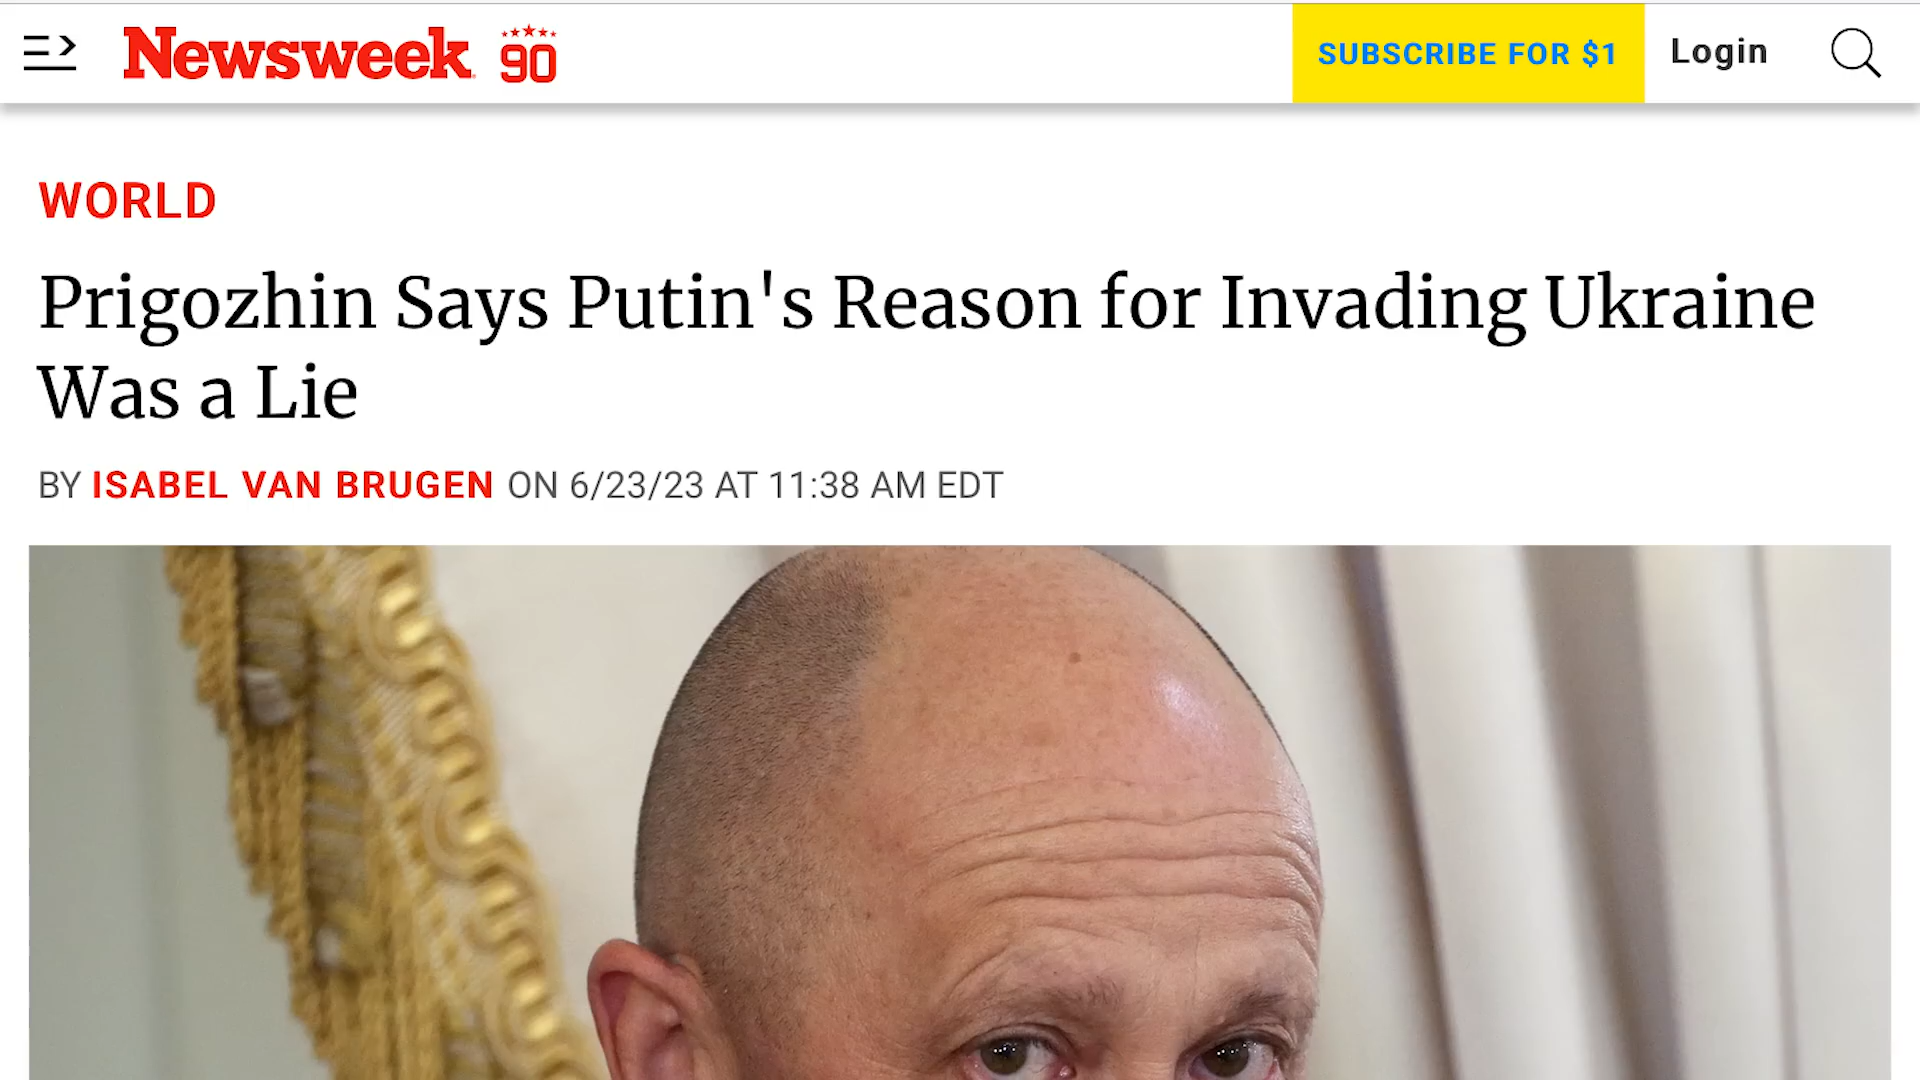 Newsweek 90 SUBSCRIBE FOR $1 Login
WORLD
Prigozhin Says Putin's Reason for Invading Ukraine
Was a Lie
BY ISABEL VAN BRUGEN ON 6/23/23 AT 11:38 AM EDT